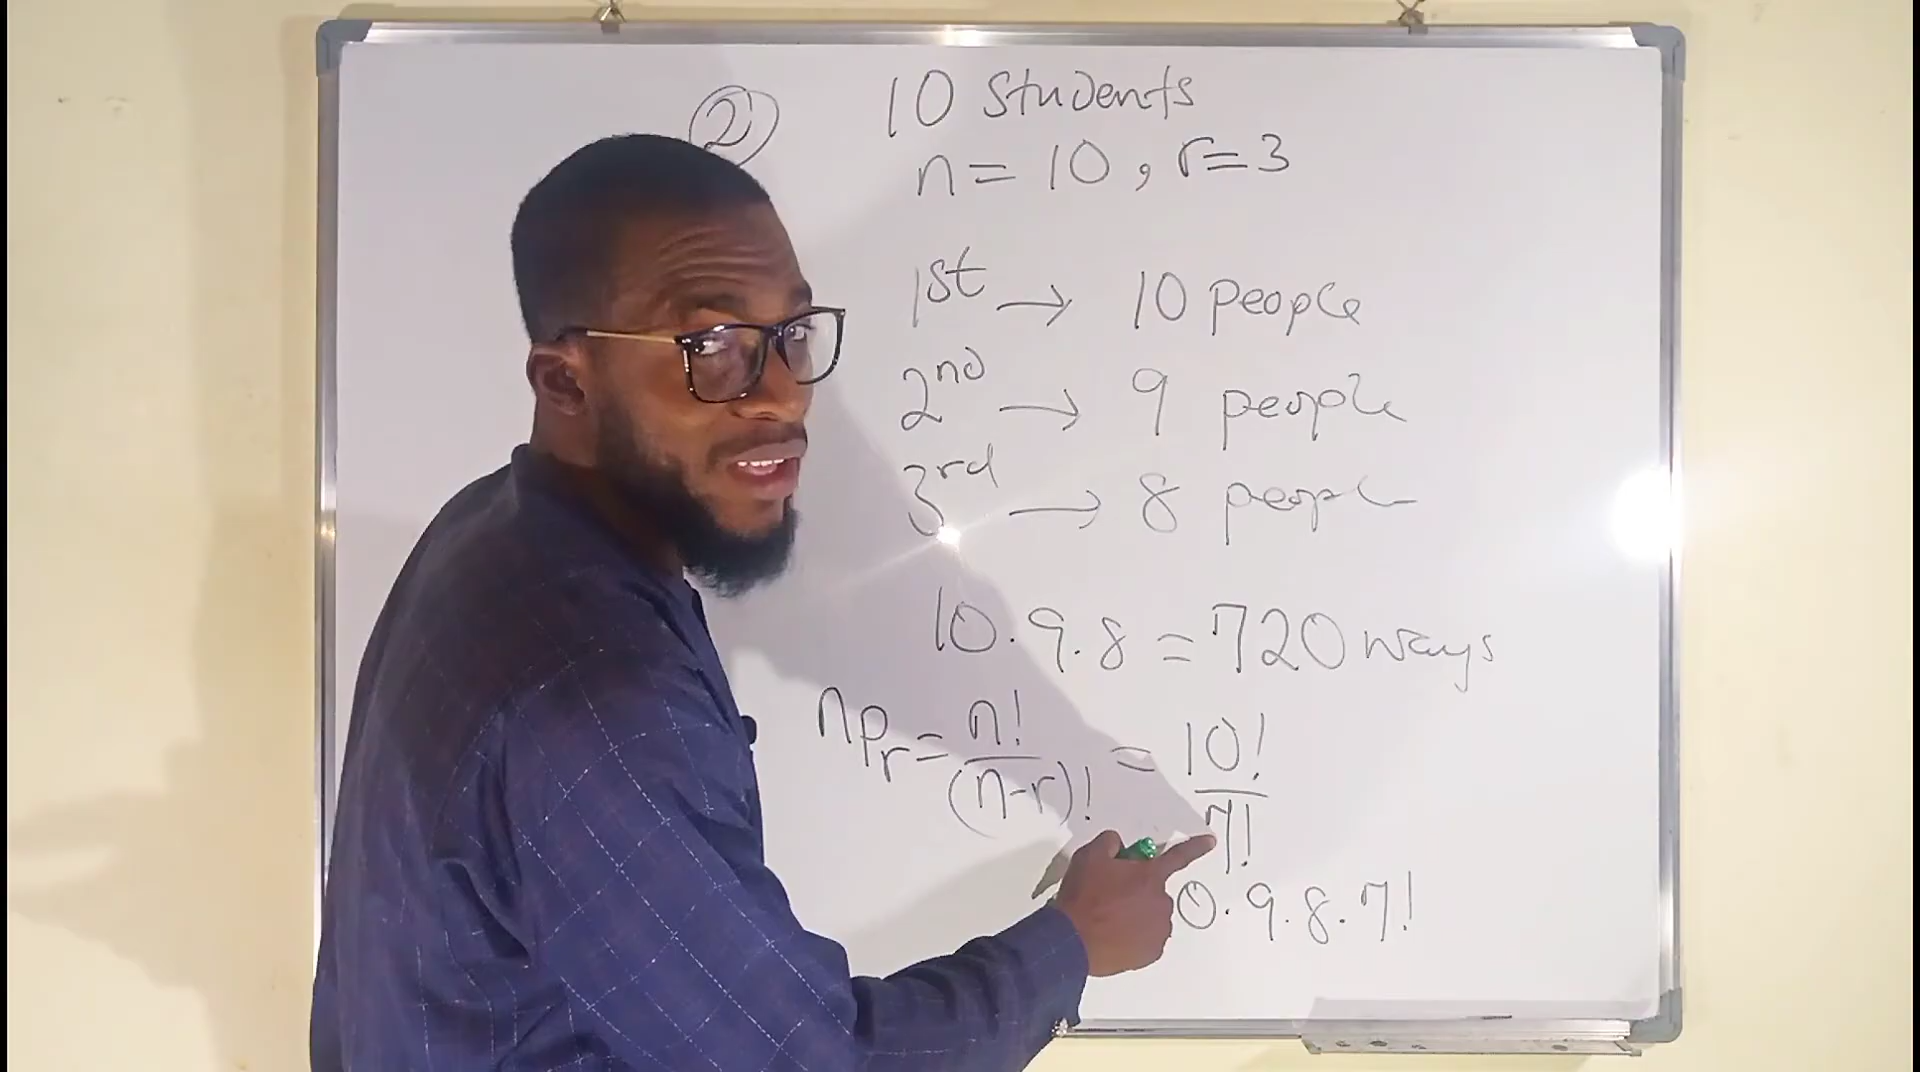 ② 10 students
n = 10, r = 3
1st → 10 people
2nd → 9 people
3rd → 8 people
10 . 9 . 8 = 720 ways
nPr = n! / (n-r)! = 10! / 7!
0 . 9 . 8 . 7!